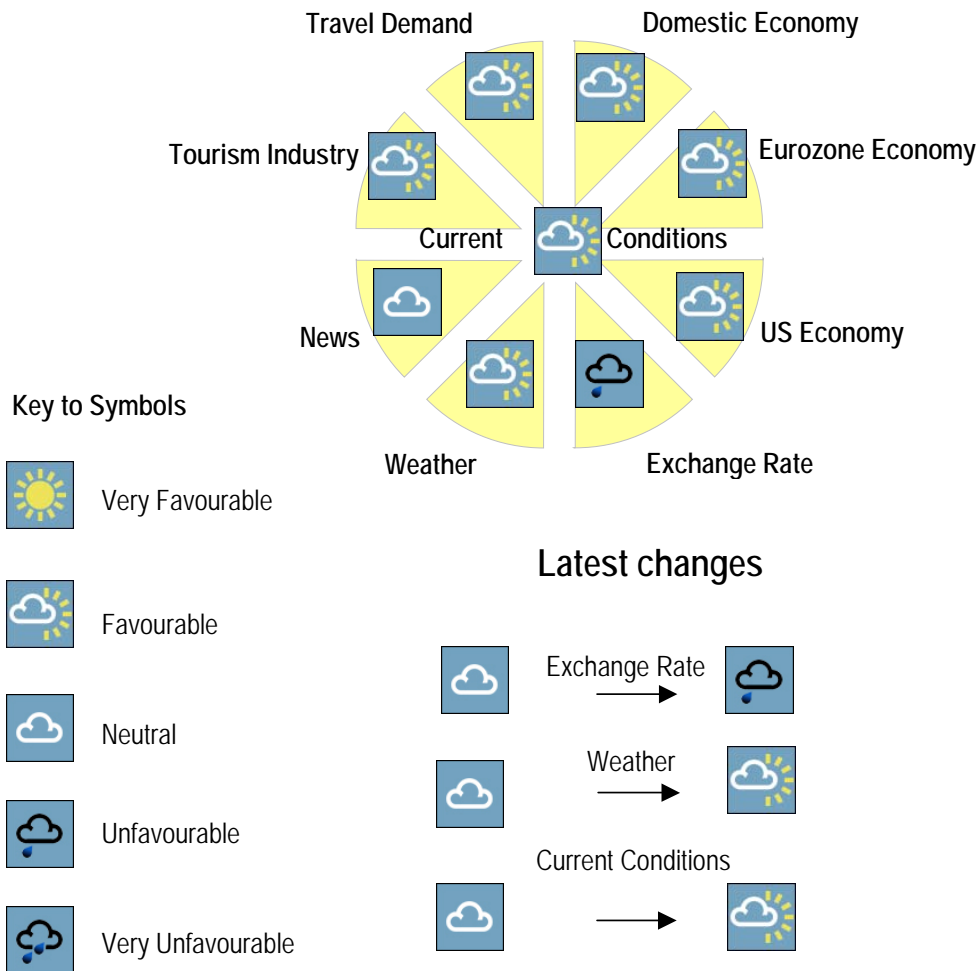 Travel Demand
Domestic Economy
Tourism Industry
Eurozone Economy
Current Conditions
News
US Economy
Weather
Exchange Rate
Key to Symbols
Very Favourable
Favourable
Neutral
Unfavourable
Very Unfavourable
Latest changes
Exchange Rate
Weather
Current Conditions